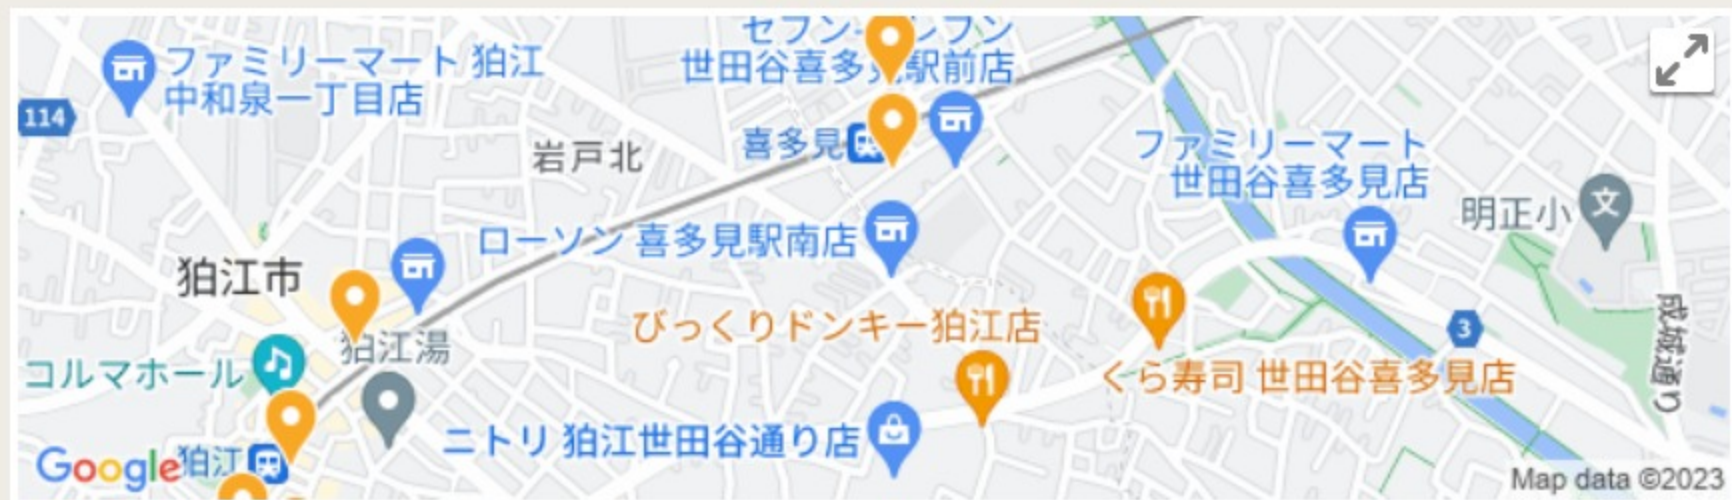 セブン-イレブン
世田谷喜多見駅前店
ファミリーマート 狛江
中和泉一丁目店
114
喜多見
岩戸北
ファミリーマート
世田谷喜多見店
明正小
文
ローソン 喜多見駅南店
狛江市
びっくりドンキー狛江店
3
成城通り
狛江湯
コルマホール
くら寿司 世田谷喜多見店
ニトリ 狛江世田谷通り店
Google
狛江
Map data ©2023